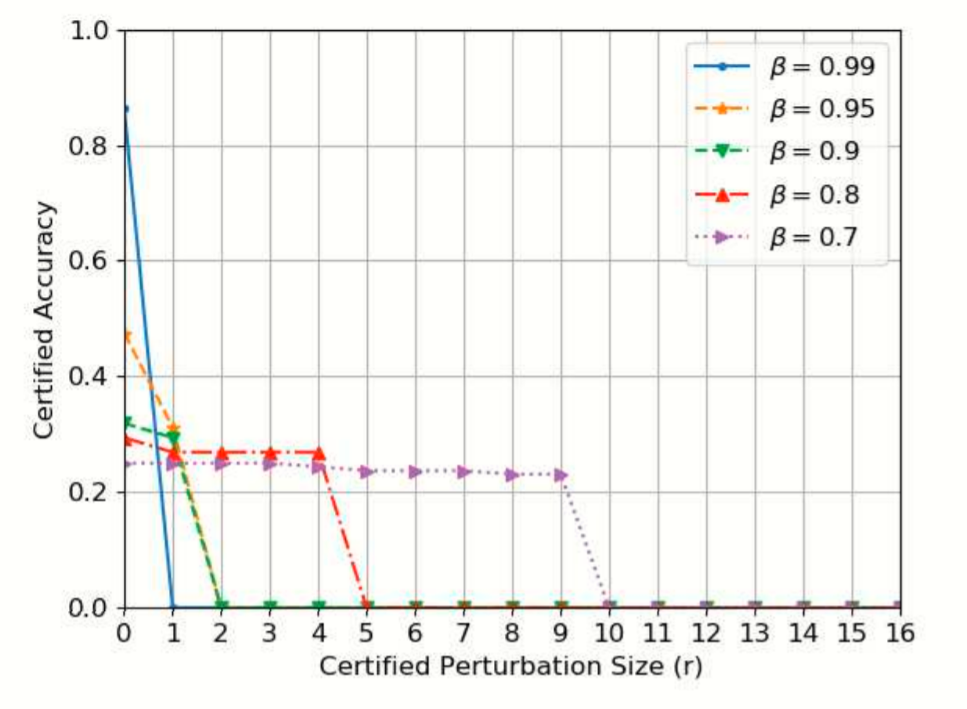 1.0
0.8
0.6
0.4
0.2
0.0
Certified Accuracy
β = 0.99
β = 0.95
β = 0.9
β = 0.8
β = 0.7
0 1 2 3 4 5 6 7 8 9 10 11 12 13 14 15 16
Certified Perturbation Size (r)